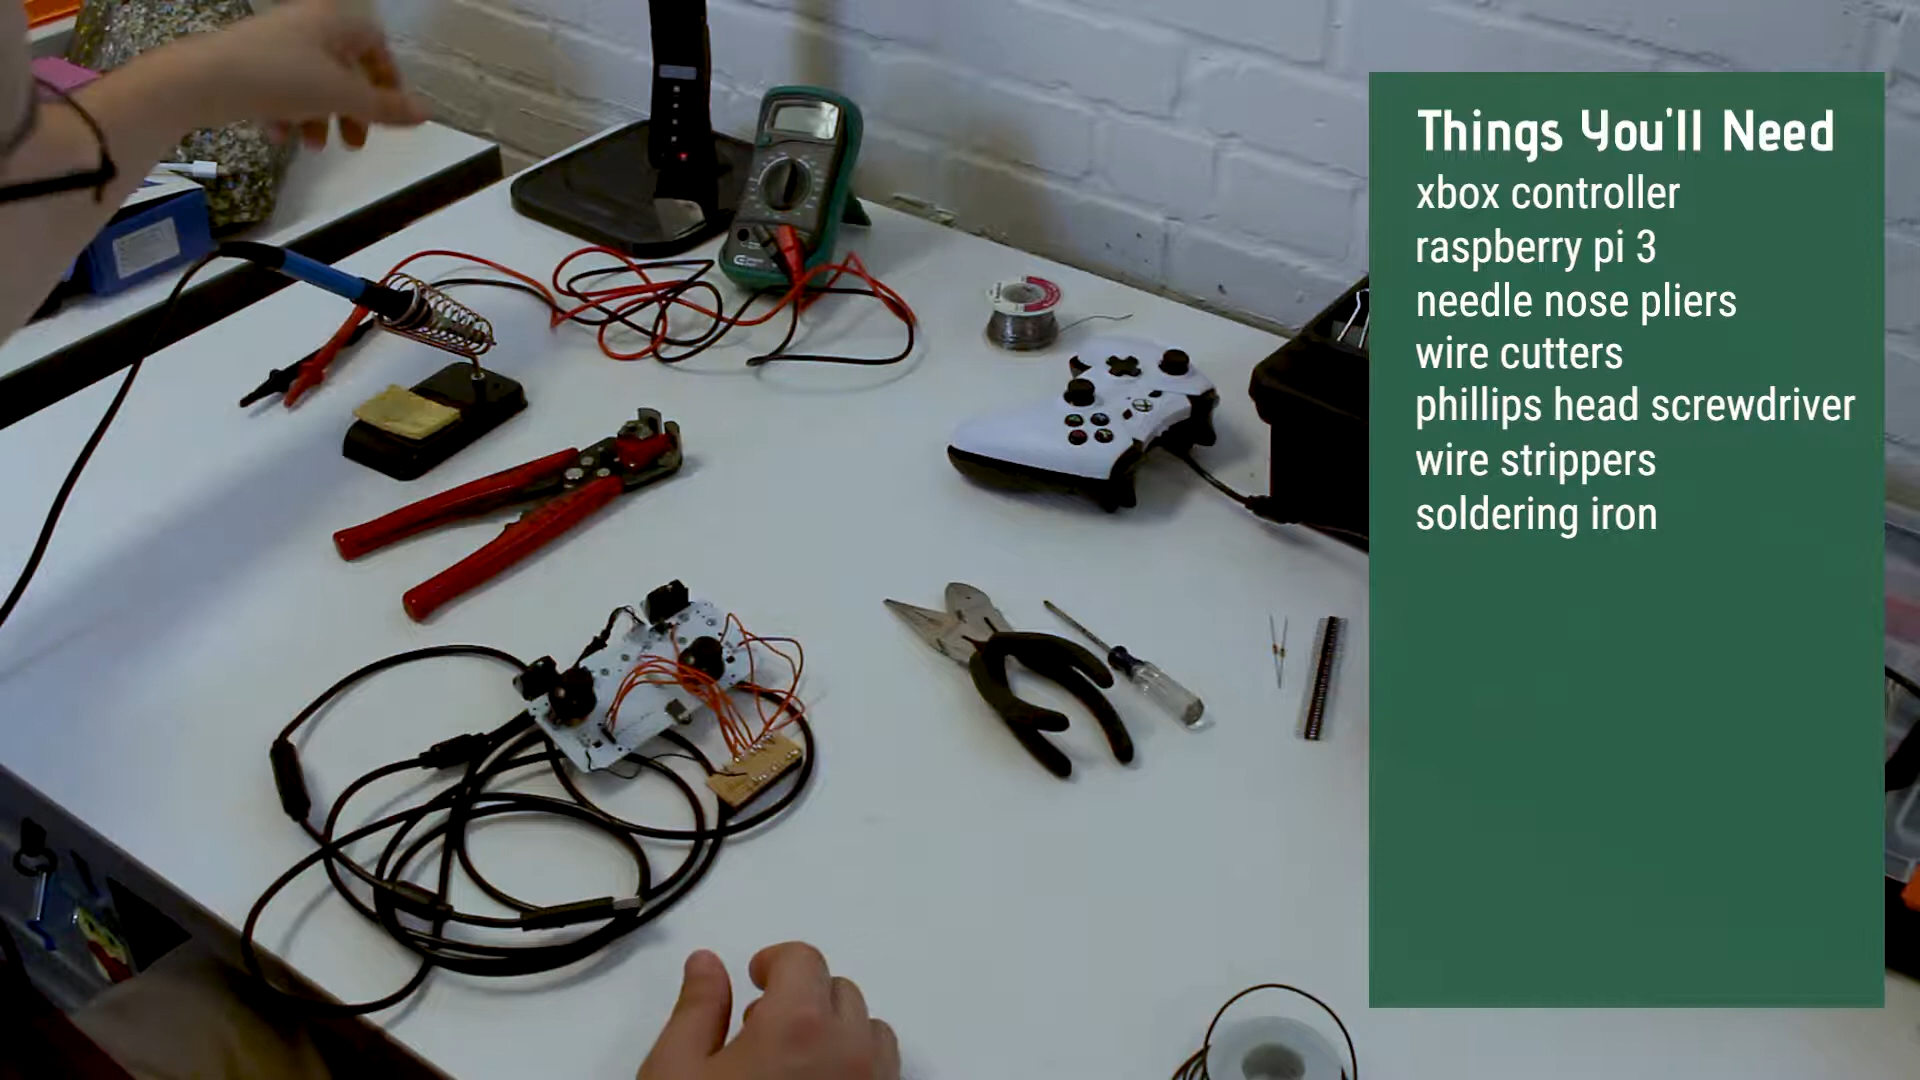 Things You'll Need
xbox controller
raspberry pi 3
needle nose pliers
wire cutters
phillips head screwdriver
wire strippers
soldering iron